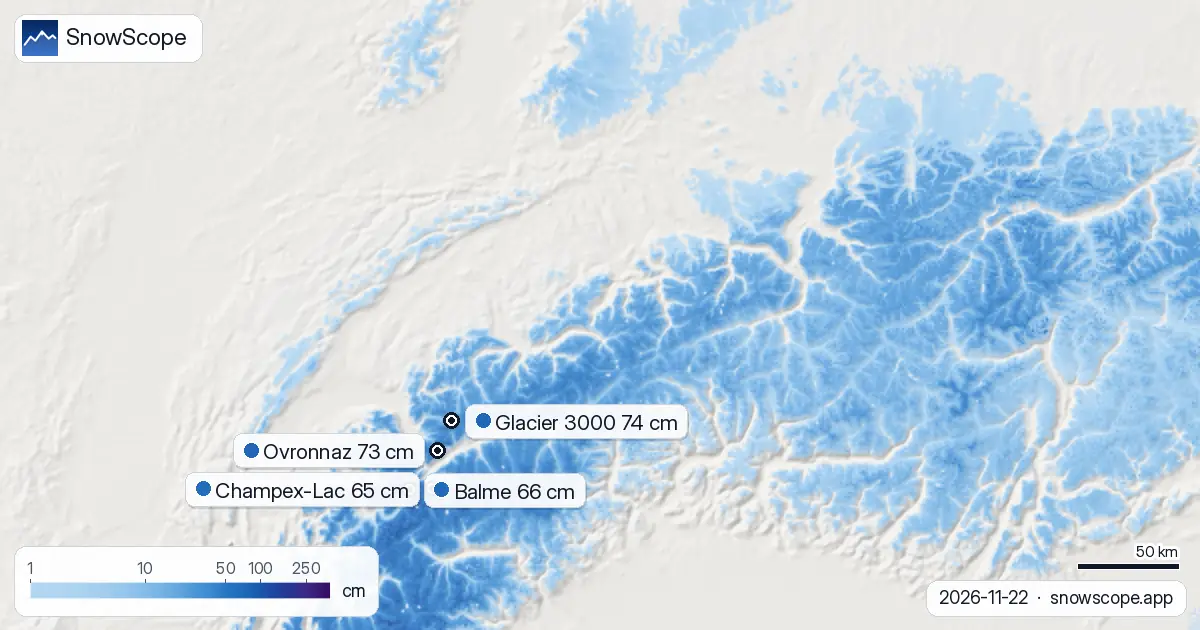 SnowScope
Glacier 3000 74 cm
Ovronnaz 73 cm
Champex-Lac 65 cm
Balme 66 cm
1 10 50 100 250
cm
50 km
2026-11-22 · snowscope.app